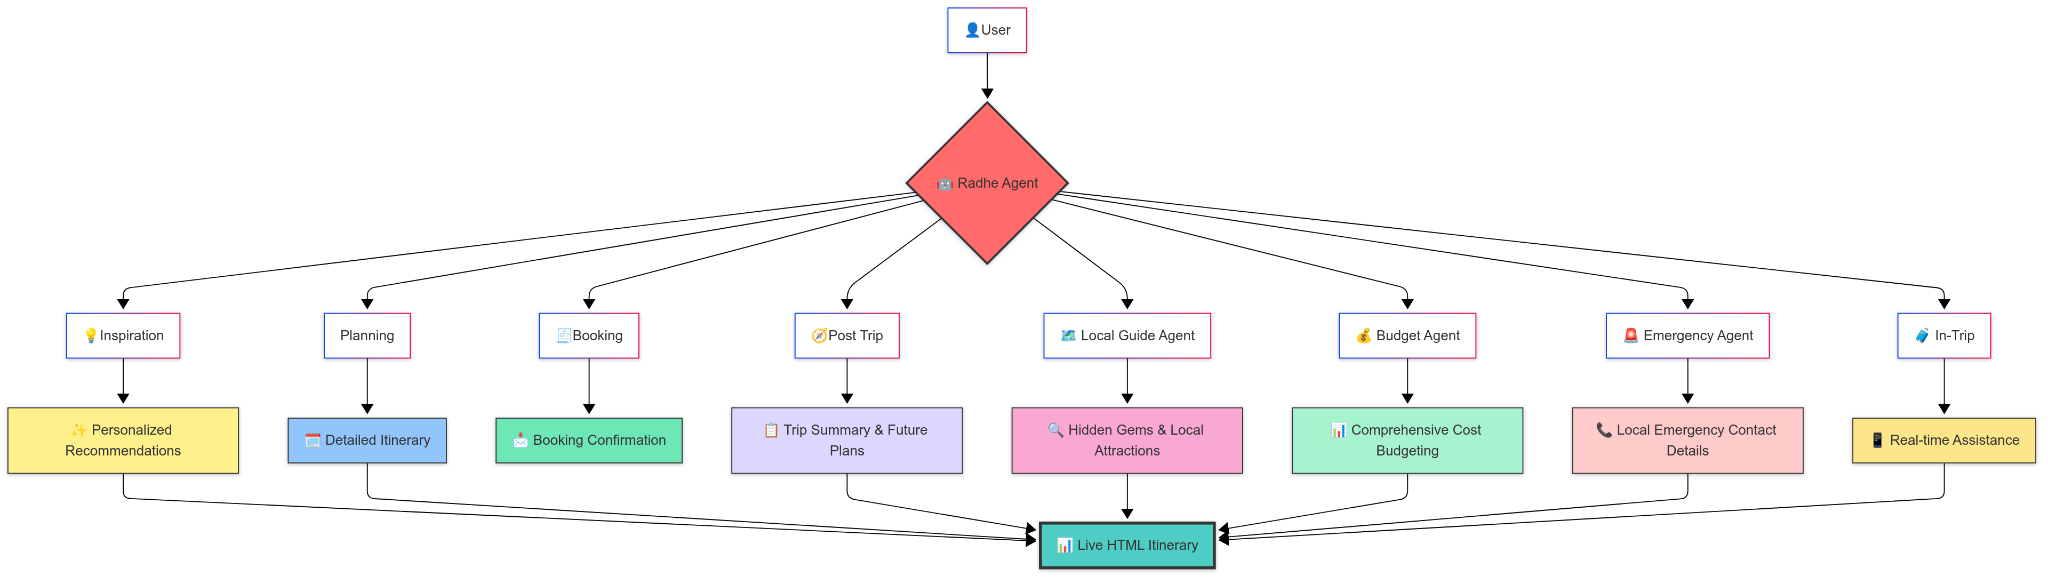 👤User
🤖 Radhe Agent
💡Inspiration
Planning
🧾Booking
🧭Post Trip
🗺️ Local Guide Agent
💰 Budget Agent
🚨 Emergency Agent
🧳 In-Trip
✨ Personalized
Recommendations
🗓️ Detailed Itinerary
📩 Booking Confirmation
📋 Trip Summary & Future
Plans
🔍 Hidden Gems & Local
Attractions
📊 Comprehensive Cost
Budgeting
📞 Local Emergency Contact
Details
📱 Real-time Assistance
📊 Live HTML Itinerary